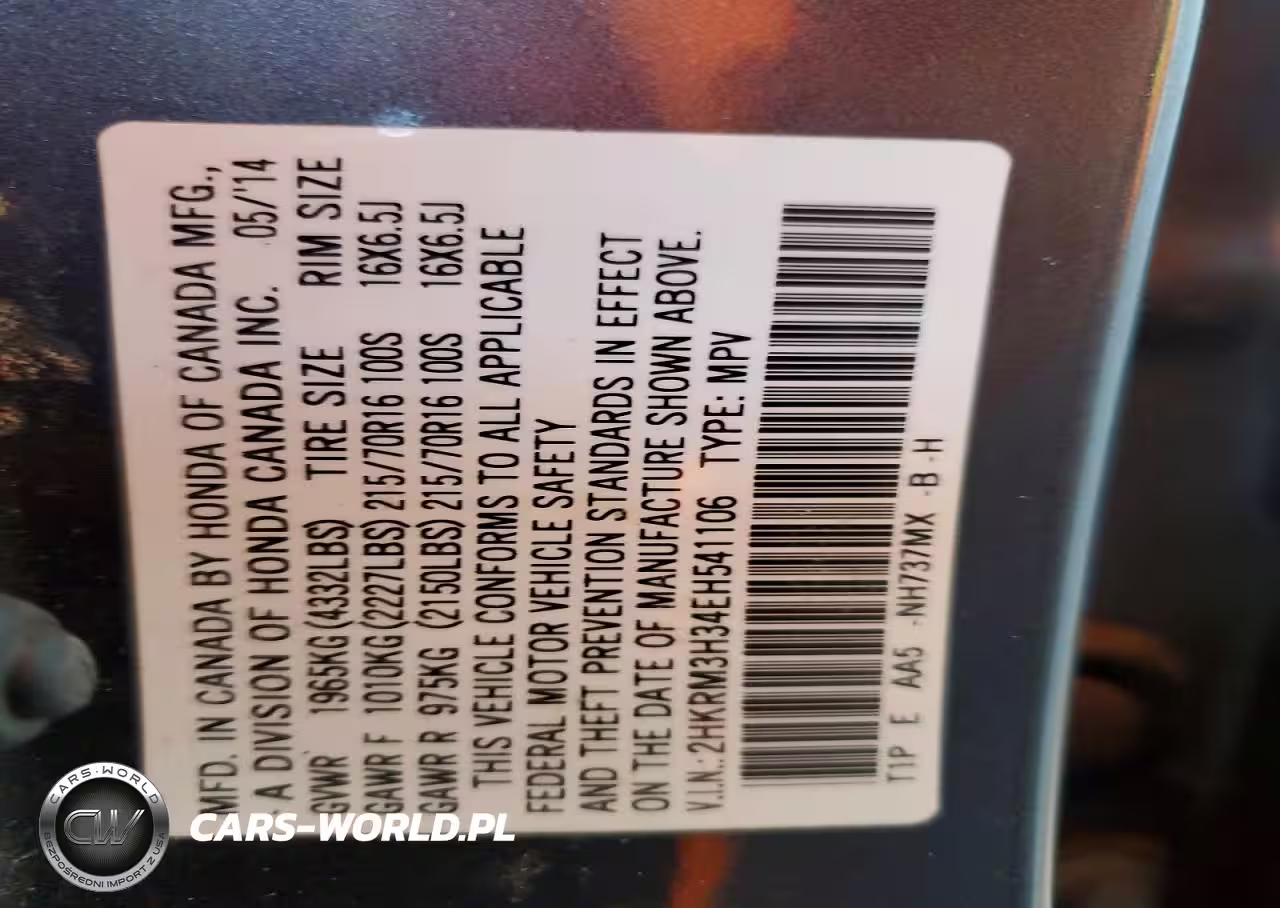 MFD. IN CANADA BY HONDA OF CANADA MFG.,
A DIVISION OF HONDA CANADA INC. 05/'14
GVWR 1965KG (4332LBS) TIRE SIZE RIM SIZE
GAWR F 1010KG (2227LBS) 215/70R16 100S 16X6.5J
GAWR R 975KG (2150LBS) 215/70R16 100S 16X6.5J
THIS VEHICLE CONFORMS TO ALL APPLICABLE
FEDERAL MOTOR VEHICLE SAFETY
AND THEFT PREVENTION STANDARDS IN EFFECT
ON THE DATE OF MANUFACTURE SHOWN ABOVE.
V.I.N.:2HKRM3H34EH541106 TYPE: MPV
T1P E AA5 -NH737MX -B -H
CARS-WORLD
CW
BEZPOŚREDNI IMPORT Z USA
CARS-WORLD.PL